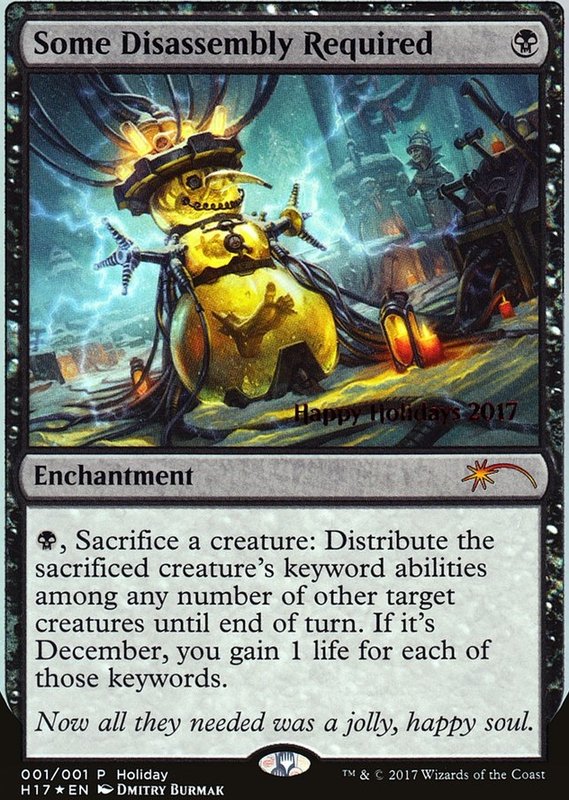 Some Disassembly Required
Happy Holidays 2017
Enchantment
, Sacrifice a creature: Distribute the
sacrificed creature's keyword abilities
among any number of other target
creatures until end of turn. If it's
December, you gain 1 life for each of
those keywords.
Now all they needed was a jolly, happy soul.
001/001 P Holiday
H17★EN Dmitry Burmak
™ & © 2017 Wizards of the Coast